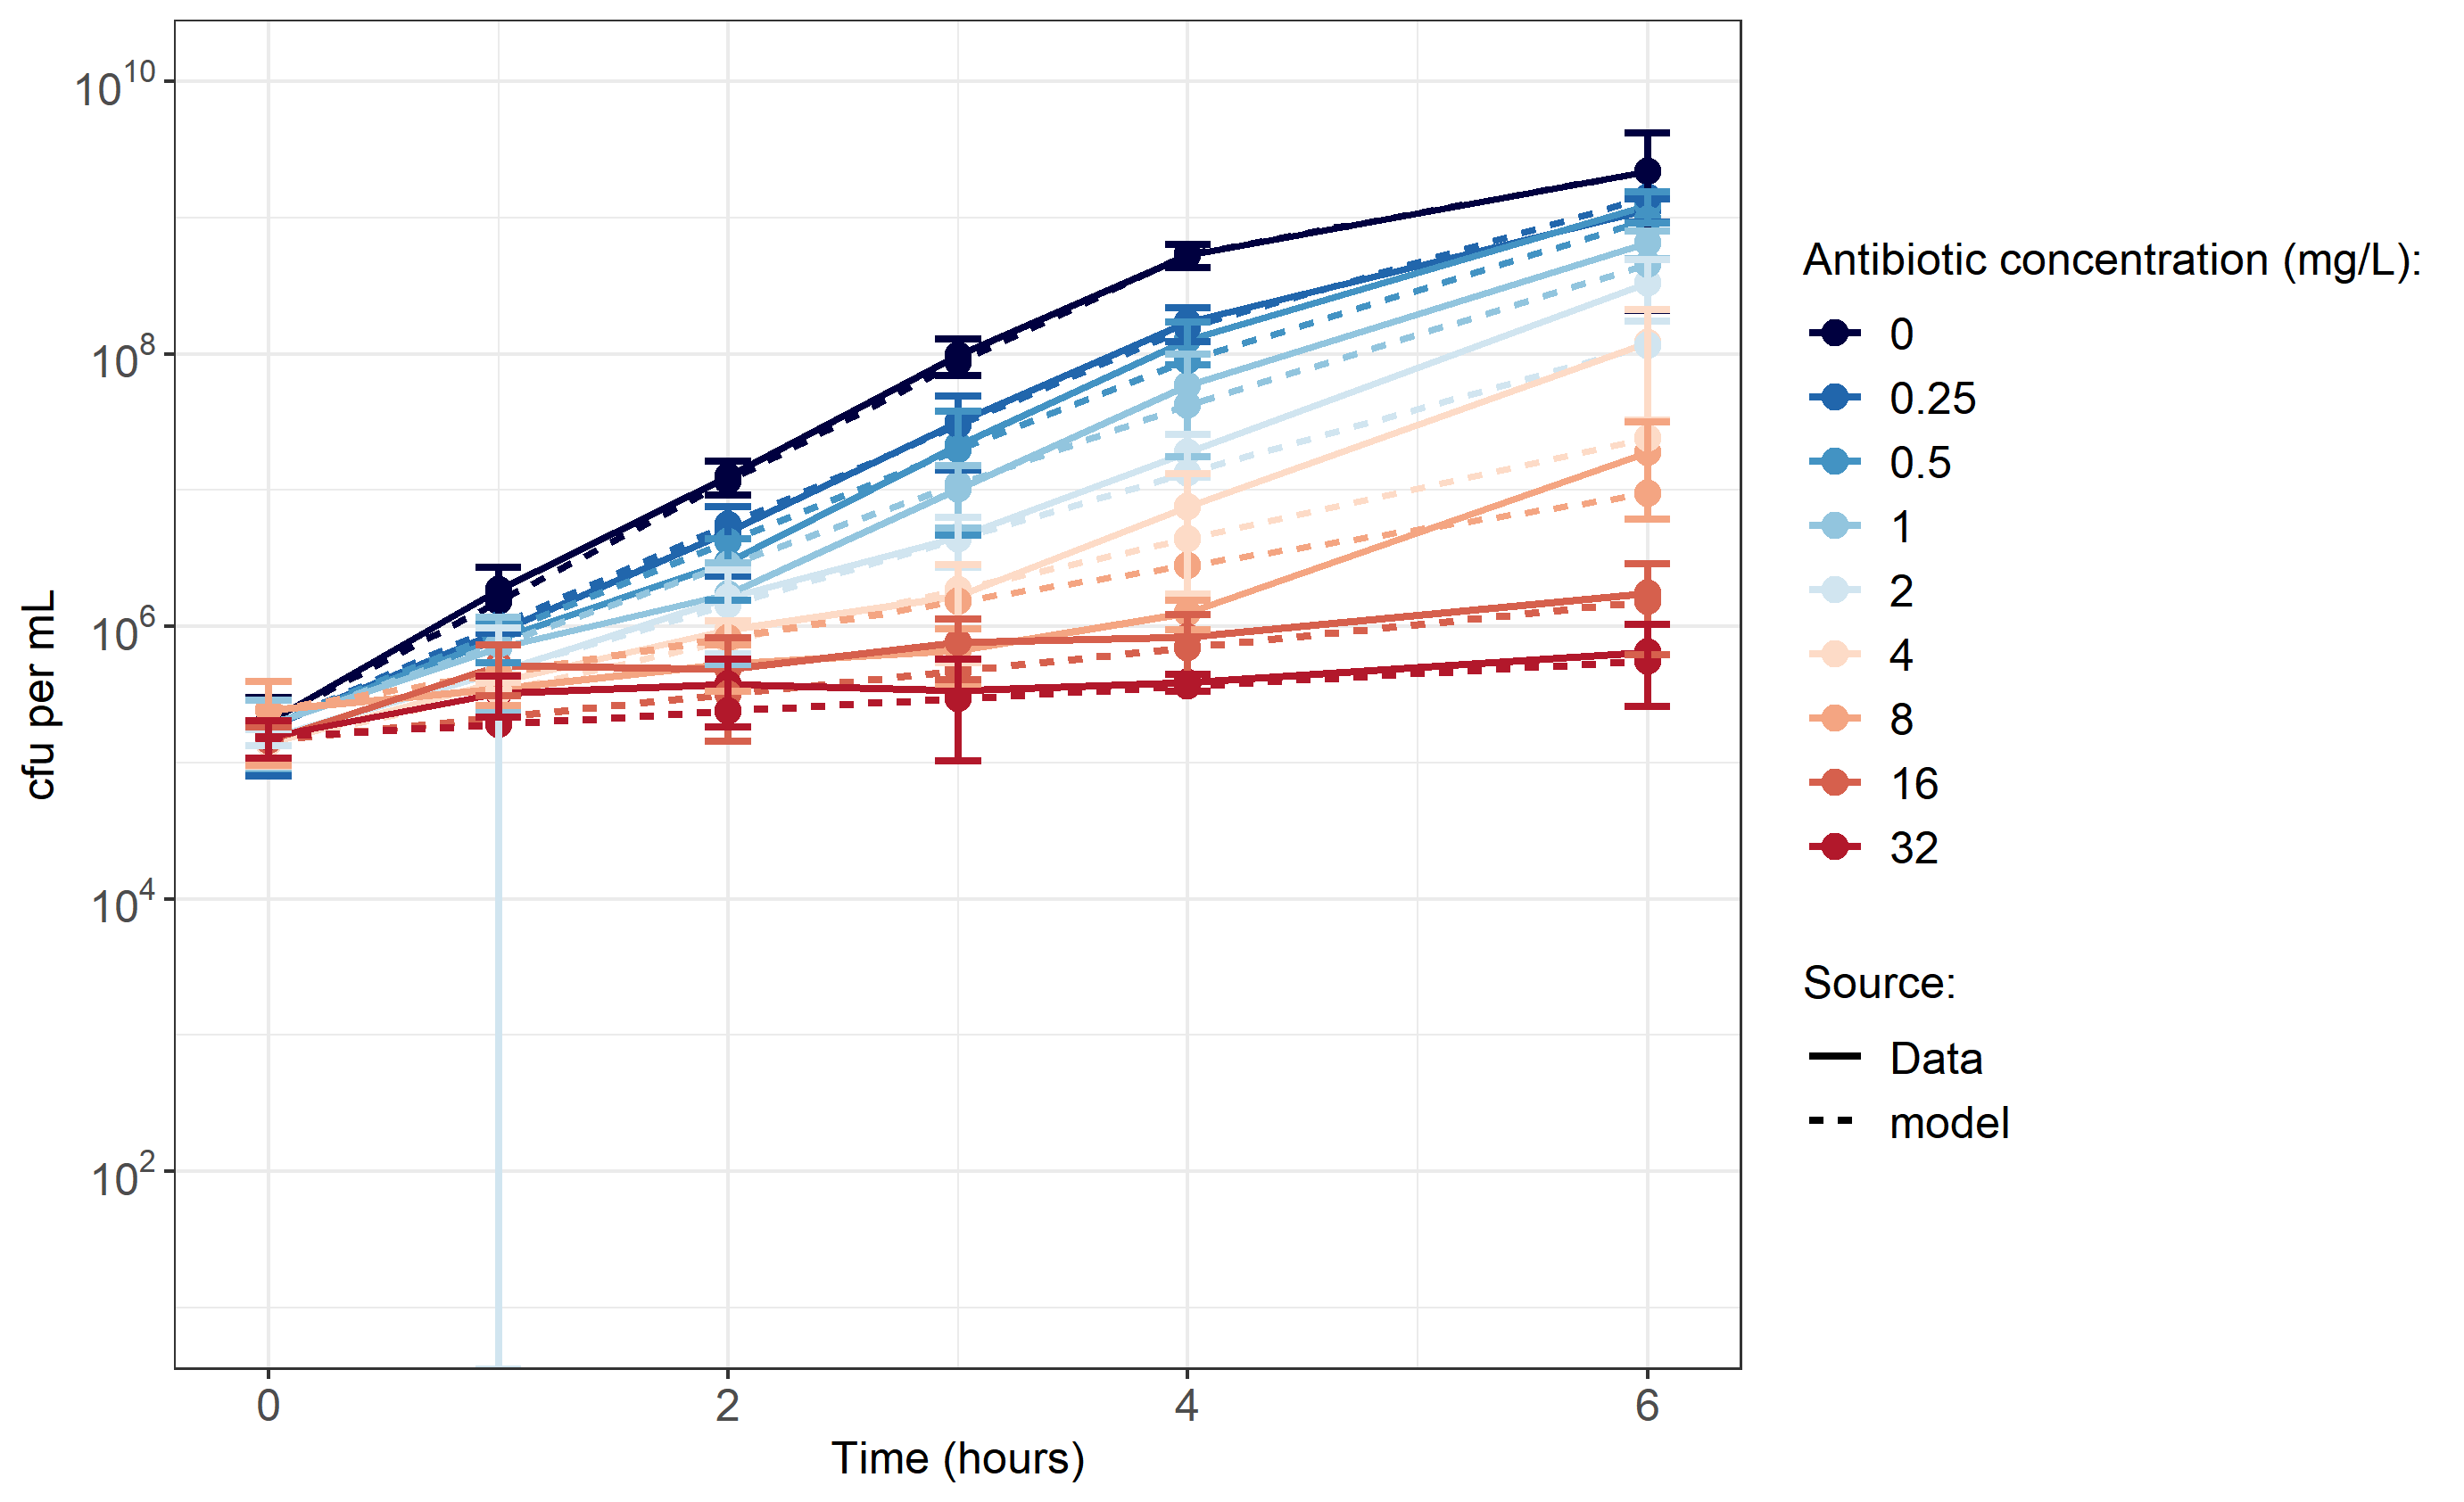 10^10
10^8
10^6
10^4
10^2
cfu per mL
0 2 4 6
Time (hours)
Antibiotic concentration (mg/L):
0
0.25
0.5
1
2
4
8
16
32
Source:
Data
model